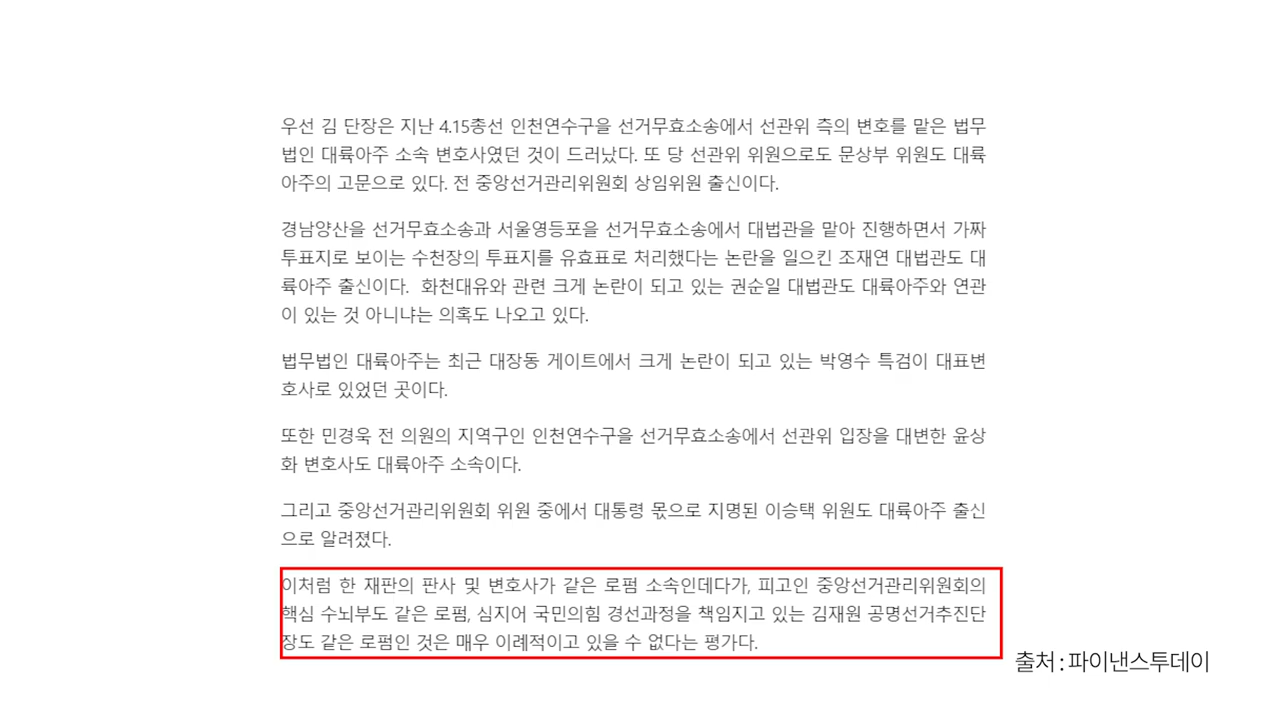 우선 김 단장은 지난 4.15총선 인천연수구을 선거무효소송에서 선관위 측의 변호를 맡은 법무
법인 대륙아주 소속 변호사였던 것이 드러났다. 또 당 선관위 위원으로도 문상부 위원도 대륙
아주의 고문으로 있다. 전 중앙선거관리위원회 상임위원 출신이다.
경남양산을 선거무효소송과 서울영등포을 선거무효소송에서 대법관을 맡아 진행하면서 가짜
투표지로 보이는 수천장의 투표지를 유효표로 처리했다는 논란을 일으킨 조재연 대법관도 대
륙아주 출신이다. 화천대유와 관련 크게 논란이 되고 있는 권순일 대법관도 대륙아주와 연관
이 있는 것 아니냐는 의혹도 나오고 있다.
법무법인 대륙아주는 최근 대장동 게이트에서 크게 논란이 되고 있는 박영수 특검이 대표변
호사로 있었던 곳이다.
또한 민경욱 전 의원의 지역구인 인천연수구을 선거무효소송에서 선관위 입장을 대변한 윤상
화 변호사도 대륙아주 소속이다.
그리고 중앙선거관리위원회 위원 중에서 대통령 몫으로 지명된 이승택 위원도 대륙아주 출신
으로 알려졌다.
이처럼 한 재판의 판사 및 변호사가 같은 로펌 소속인데다가, 피고인 중앙선거관리위원회의
핵심 수뇌부도 같은 로펌, 심지어 국민의힘 경선과정을 책임지고 있는 김재원 공명선거추진단
장도 같은 로펌인 것은 매우 이례적이고 있을 수 없다는 평가다.
출처 : 파이낸스투데이